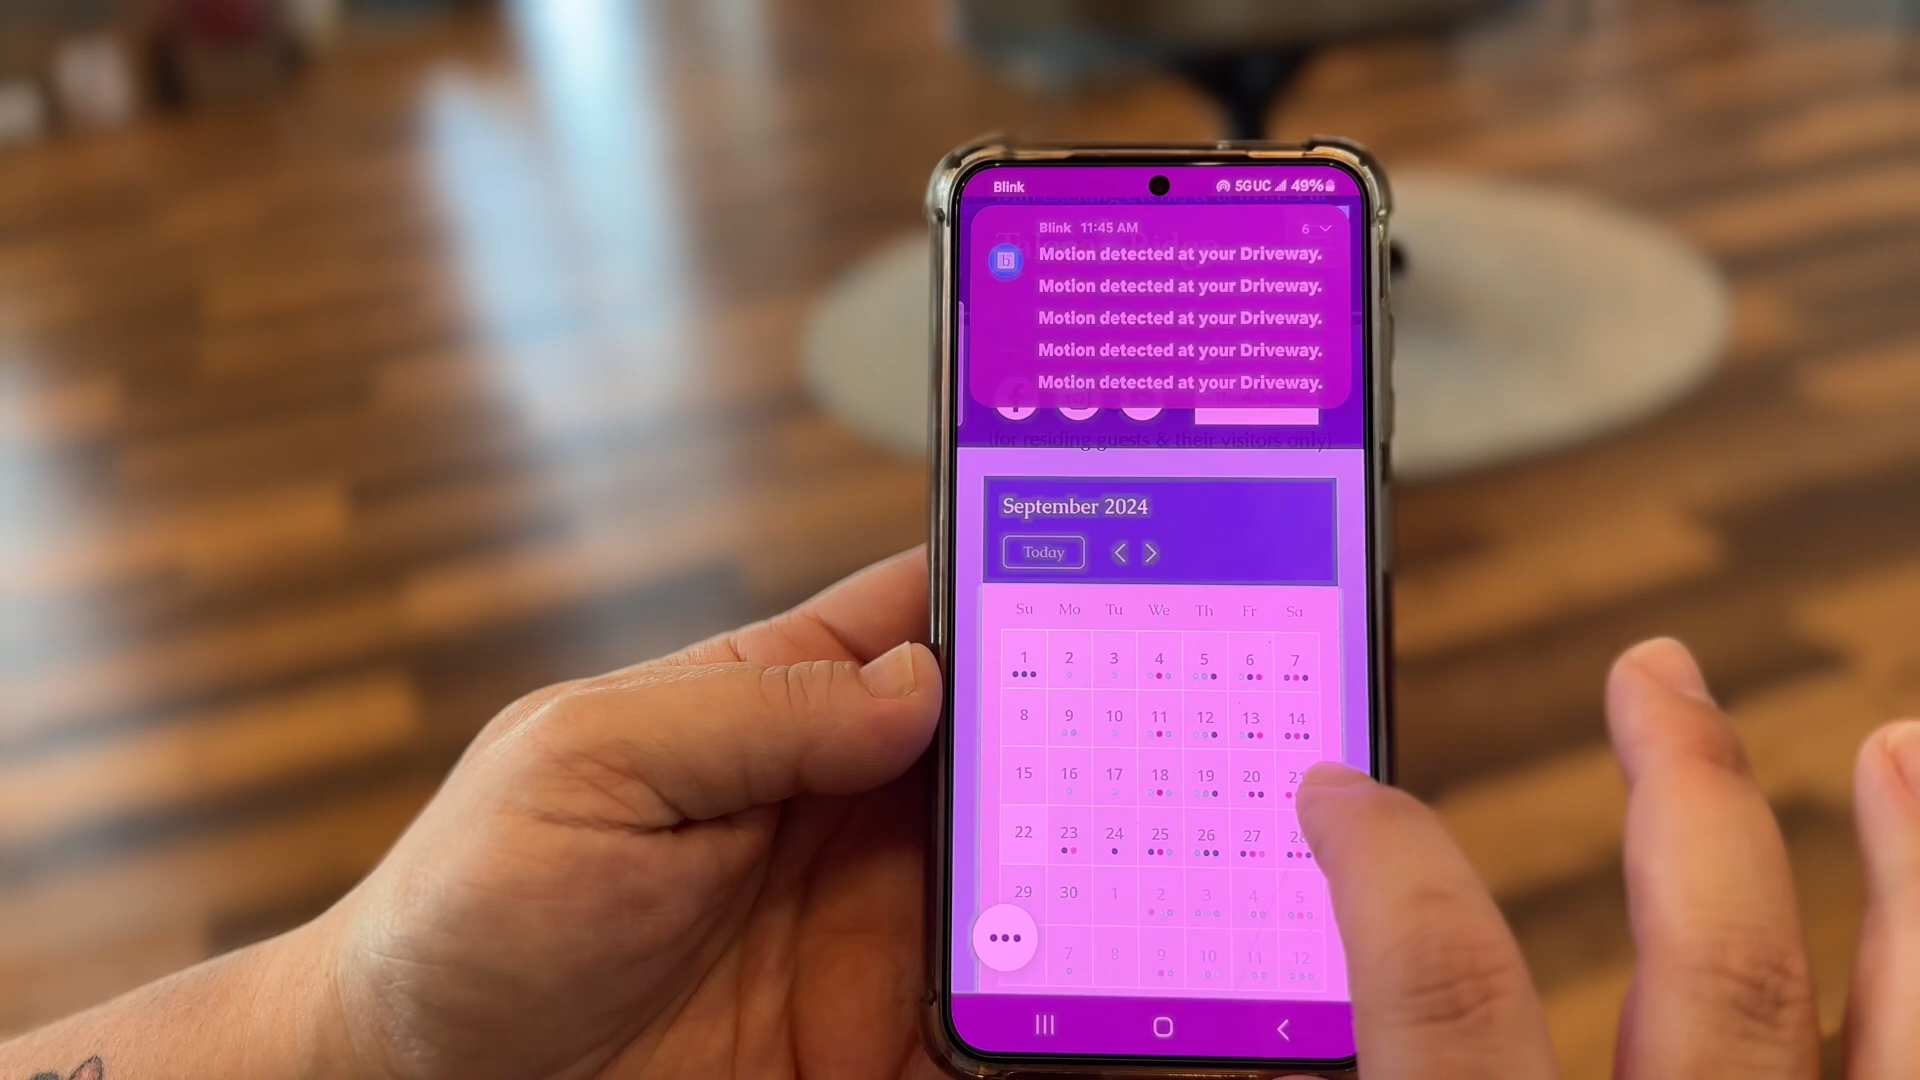 Blink 5GUC 49%
Blink 11:45 AM 6
Motion detected at your Driveway.
Motion detected at your Driveway.
Motion detected at your Driveway.
Motion detected at your Driveway.
Motion detected at your Driveway.
(for residing guests & their visitors only)
September 2024
Today
Su Mo Tu We Th Fr Sa
1 2 3 4 5 6 7
8 9 10 11 12 13 14
15 16 17 18 19 20 21
22 23 24 25 26 27 28
29 30 1 2 3 4 5
7 8 9 10 11 12